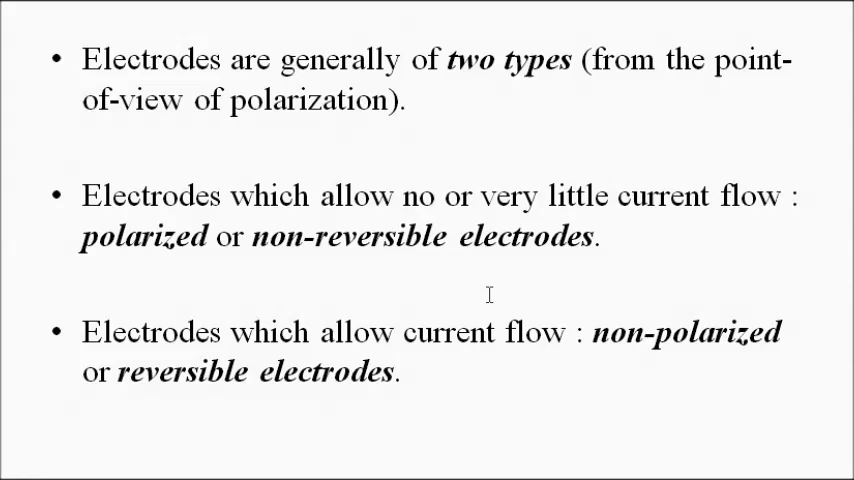 • Electrodes are generally of two types (from the point-
of-view of polarization).
• Electrodes which allow no or very little current flow :
polarized or non-reversible electrodes.
• Electrodes which allow current flow : non-polarized
or reversible electrodes.